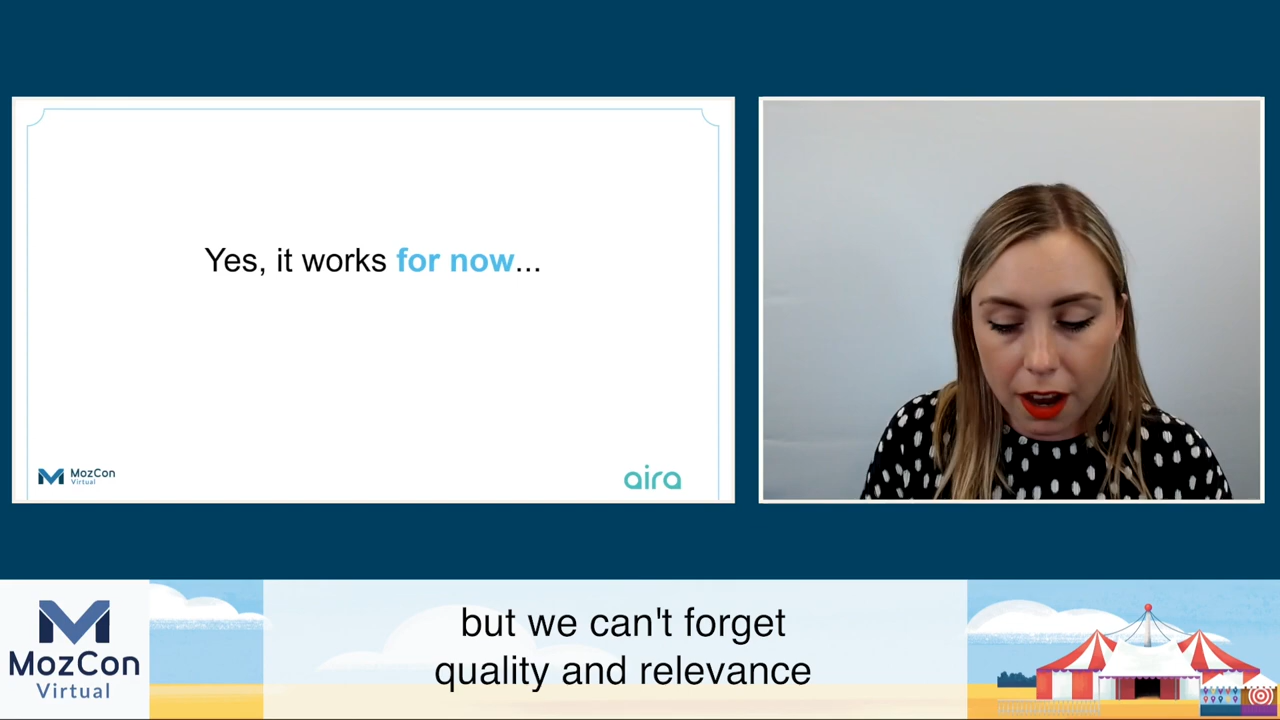 Yes, it works for now...
MozCon
Virtual
aira
MozCon
Virtual
but we can't forget
quality and relevance